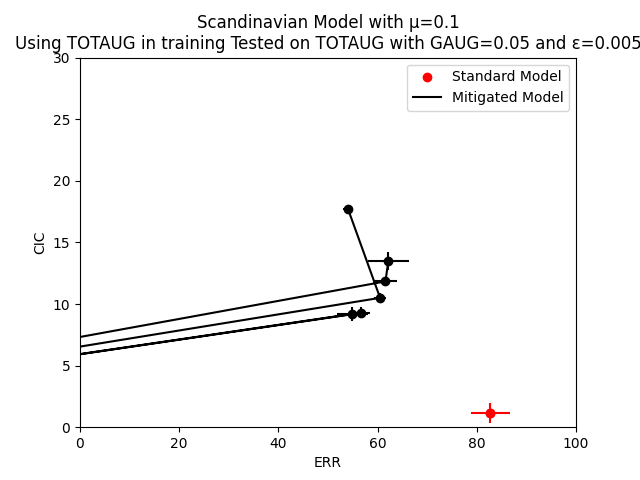 Scandinavian Model with μ=0.1
Using TOTAUG in training Tested on TOTAUG with GAUG=0.05 and ε=0.005
30
25
20
15
10
5
0
CIC
Standard Model
Mitigated Model
0 20 40 60 80 100
ERR